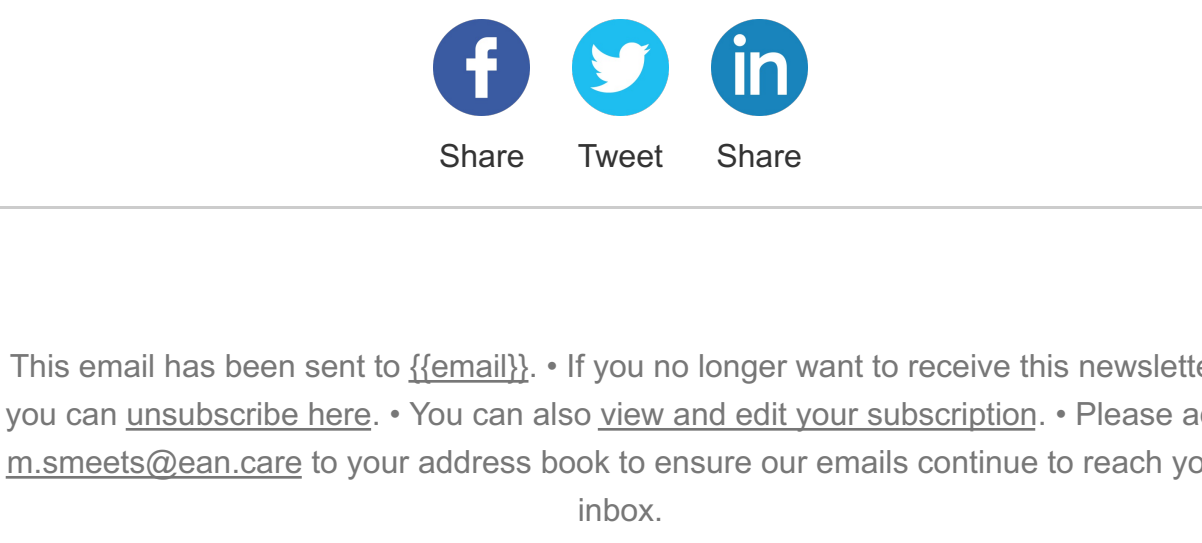 Share Tweet Share
This email has been sent to {{email}}. • If you no longer want to receive this newslette
you can unsubscribe here. • You can also view and edit your subscription. • Please a
m.smeets@ean.care to your address book to ensure our emails continue to reach yo
inbox.